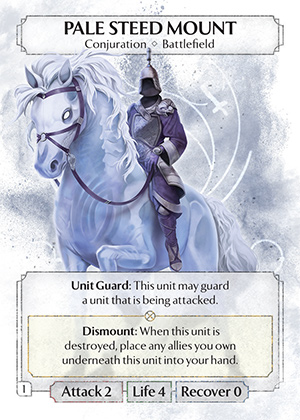 PALE STEED MOUNT
Conjuration ◇ Battlefield
Unit Guard: This unit may guard
a unit that is being attacked.
Dismount: When this unit is
destroyed, place any allies you own
underneath this unit into your hand.
1
Attack 2 Life 4 Recover 0